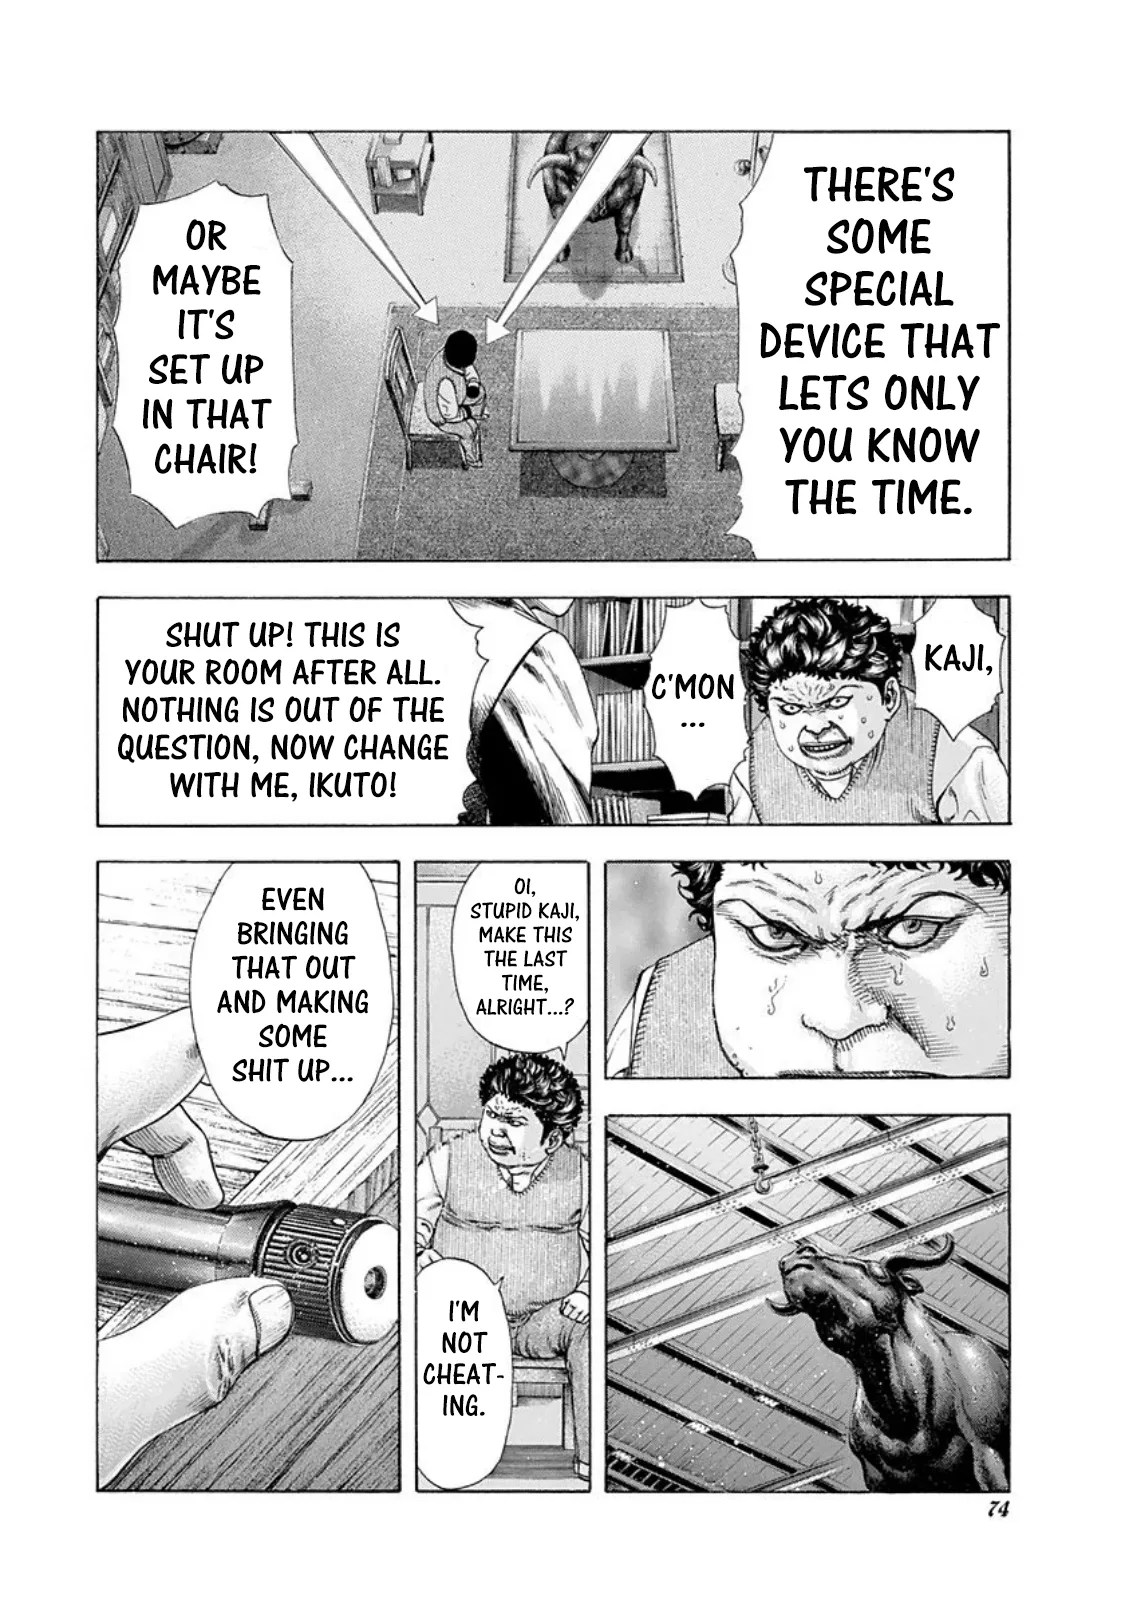 THERE'S
SOME
SPECIAL
DEVICE THAT
LETS ONLY
YOU KNOW
THE TIME.
OR
MAYBE
IT'S
SET UP
IN THAT
CHAIR!
KAJI,
C'MON
...
SHUT UP! THIS IS
YOUR ROOM AFTER ALL.
NOTHING IS OUT OF THE
QUESTION, NOW CHANGE
WITH ME, IKUTO!
OI,
STUPID KAJI,
MAKE THIS
THE LAST
TIME,
ALRIGHT...?
I'M
NOT
CHEAT-
ING.
EVEN
BRINGING
THAT OUT
AND MAKING
SOME
SHIT UP...
74